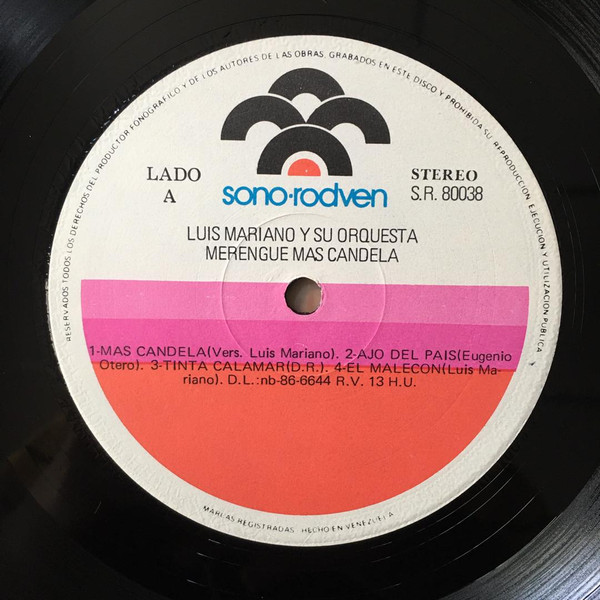 RESERVADOS TODOS LOS DERECHOS DEL PRODUCTOR FONOGRAFICO Y DE LOS AUTORES DE LAS OBRAS GRABADOS EN ESTE DISCO Y PROHIBIDA SU REPRODUCCION, EJECUCION Y UTILIZACION PUBLICA
LADO
A
sono·rodven
STEREO
S.R. 80038
LUIS MARIANO Y SU ORQUESTA
MERENGUE MAS CANDELA
1-MAS CANDELA(Vers. Luis Mariano). 2-AJO DEL PAIS(Eugenio
Otero). 3-TINTA CALAMAR(D.R.). 4-EL MALECON(Luis Ma-
riano). D.L.:nb-86-6644 R.V. 13 H.U.
MARCAS REGISTRADAS HECHO EN VENEZUELA